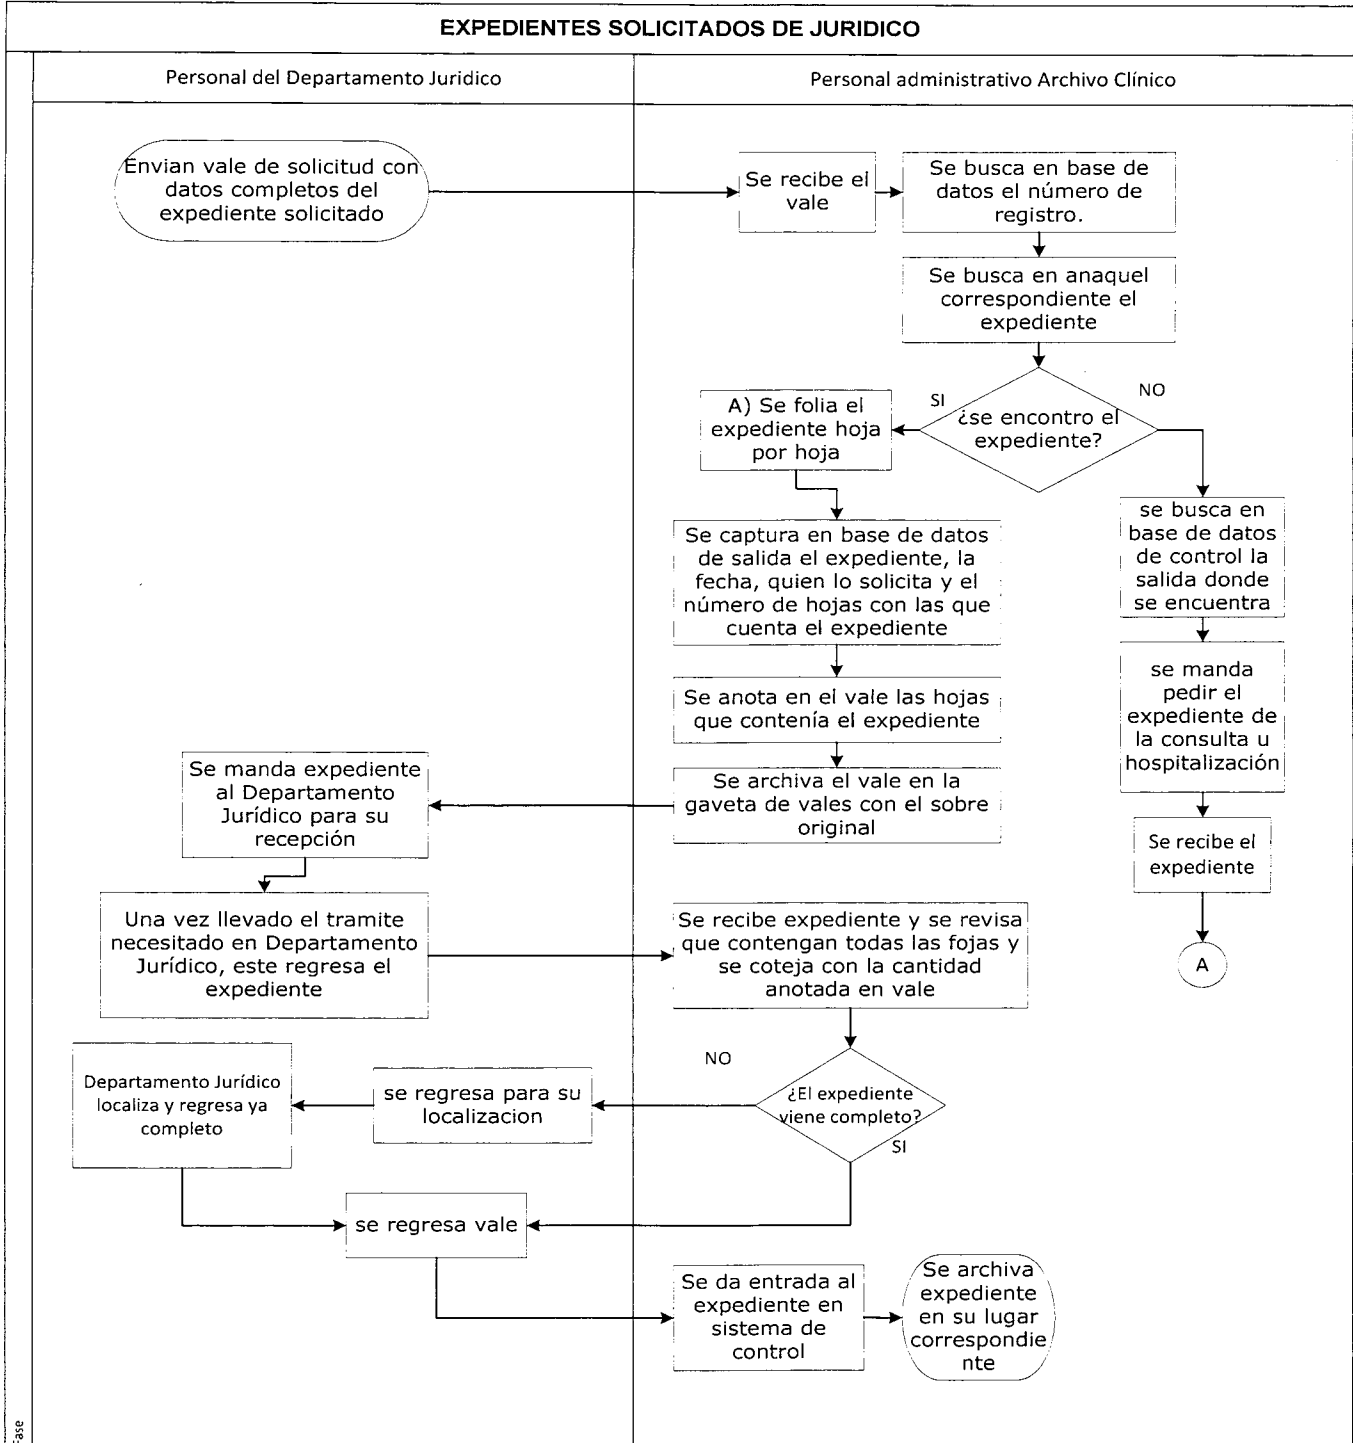 EXPEDIENTES SOLICITADOS DE JURIDICO
Personal del Departamento Juridico
Personal administrativo Archivo Clínico
Envian vale de solicitud con
datos completos del
expediente solicitado
Se recibe el
vale
Se busca en base de
datos el número de
registro.
Se busca en anaquel
correspondiente el
expediente
¿se encontro el
expediente?
SI
NO
A) Se folia el
expediente hoja
por hoja
Se captura en base de datos
de salida el expediente, la
fecha, quien lo solicita y el
número de hojas con las que
cuenta el expediente
se busca en
base de datos
de control la
salida donde
se encuentra
Se anota en el vale las hojas
que contenía el expediente
se manda
pedir el
expediente de
la consulta u
hospitalización
Se archiva el vale en la
gaveta de vales con el sobre
original
Se manda expediente
al Departamento
Jurídico para su
recepción
Se recibe el
expediente
A
Una vez llevado el tramite
necesitado en Departamento
Jurídico, este regresa el
expediente
Se recibe expediente y se revisa
que contengan todas las fojas y
se coteja con la cantidad
anotada en vale
¿El expediente
viene completo?
NO
SI
se regresa para su
localizacion
Departamento Jurídico
localiza y regresa ya
completo
se regresa vale
Se da entrada al
expediente en
sistema de
control
Se archiva
expediente
en su lugar
correspondie
nte
Fase